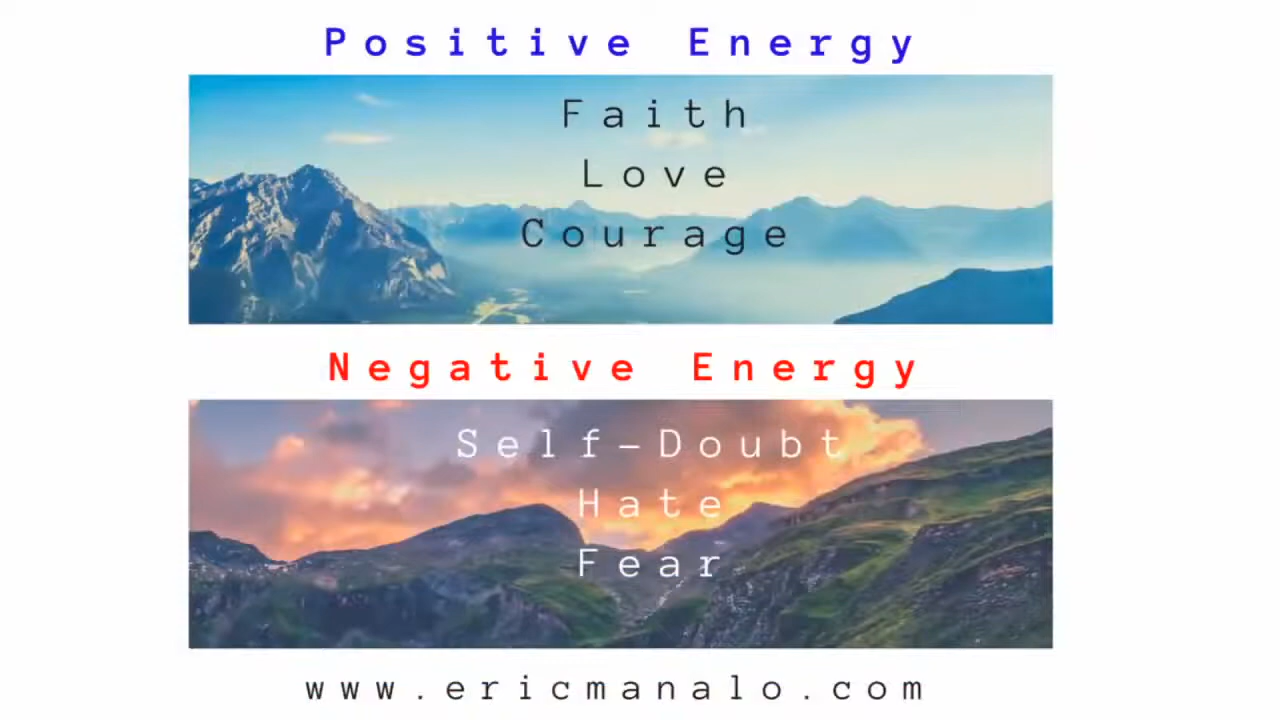 Positive Energy
Faith
Love
Courage
Negative Energy
Self-Doubt
Hate
Fear
www.ericmanalo.com